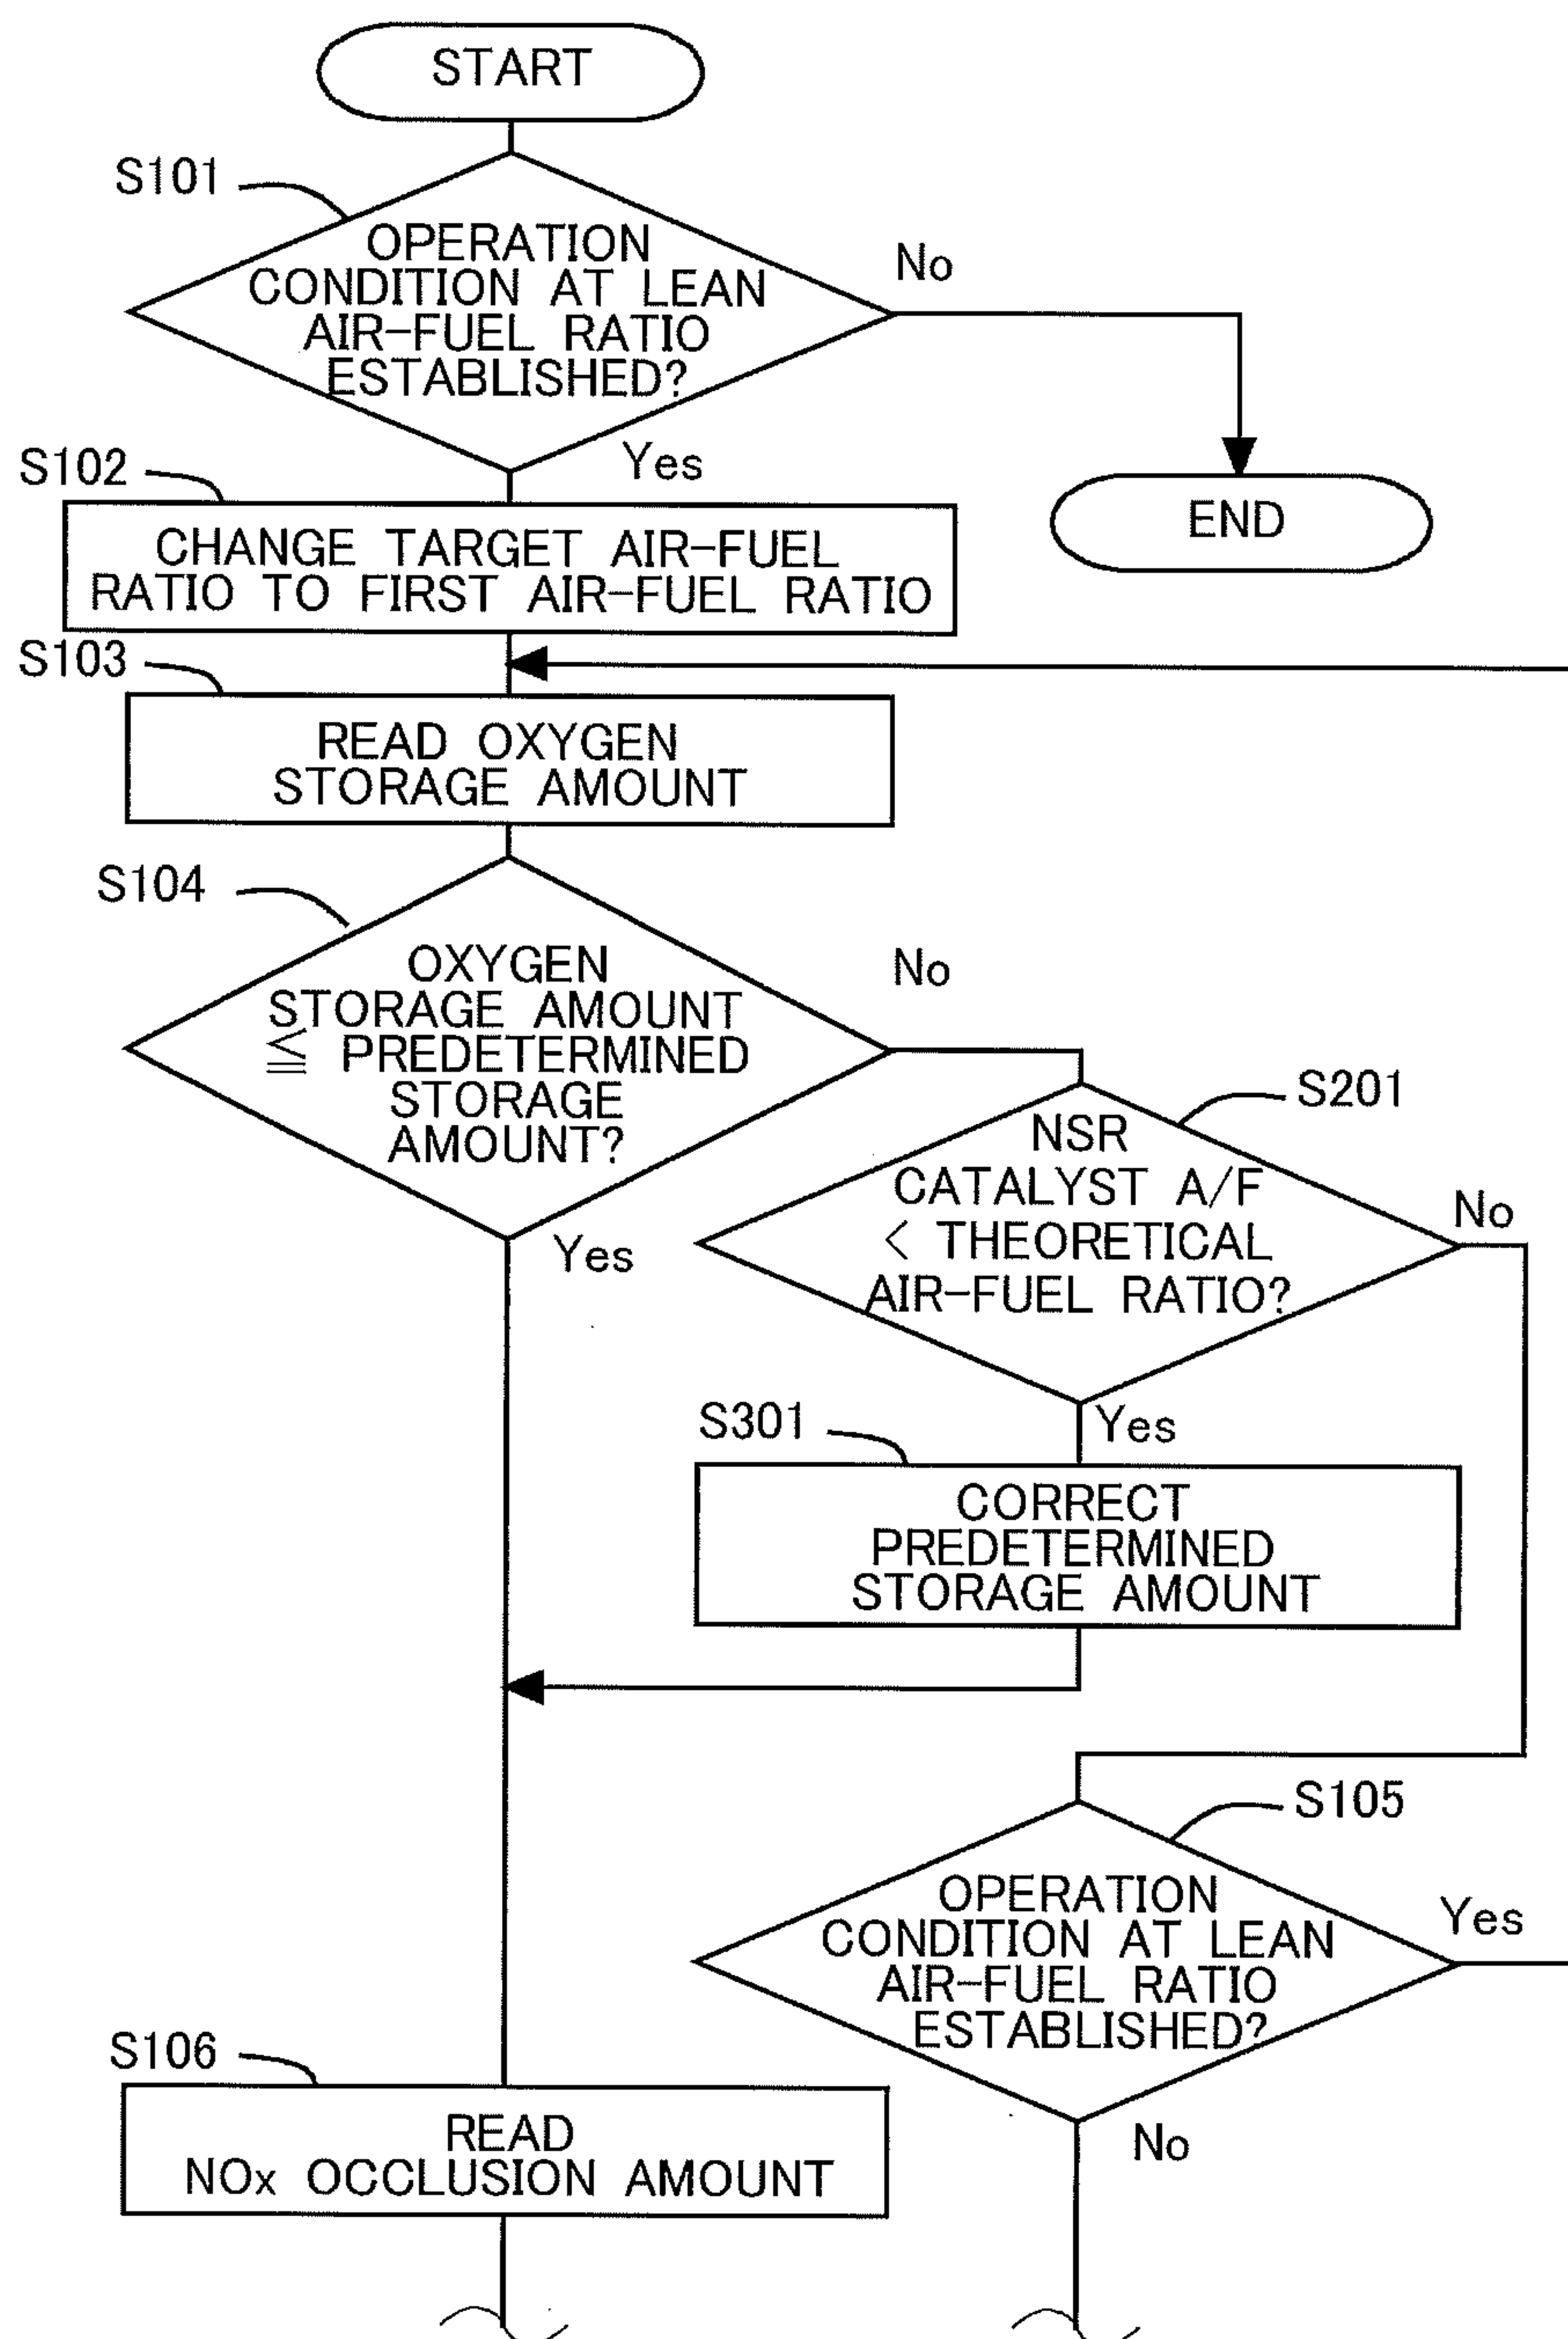 START
S101
OPERATION
CONDITION AT LEAN
AIR-FUEL RATIO
ESTABLISHED?
No
Yes
END
S102
CHANGE TARGET AIR-FUEL
RATIO TO FIRST AIR-FUEL RATIO
S103
READ OXYGEN
STORAGE AMOUNT
S104
OXYGEN
STORAGE AMOUNT
≦ PREDETERMINED
STORAGE
AMOUNT?
No
Yes
S201
NSR
CATALYST A/F
< THEORETICAL
AIR-FUEL RATIO?
No
Yes
S301
CORRECT
PREDETERMINED
STORAGE AMOUNT
S105
OPERATION
CONDITION AT LEAN
AIR-FUEL RATIO
ESTABLISHED?
Yes
No
S106
READ
NOx OCCLUSION AMOUNT